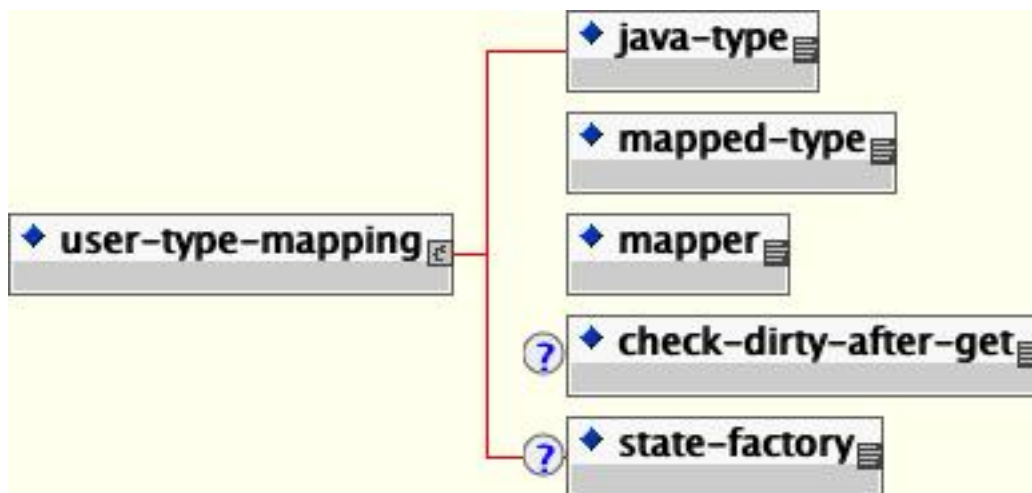 java-type
mapped-type
user-type-mapping
mapper
? check-dirty-after-get
? state-factory